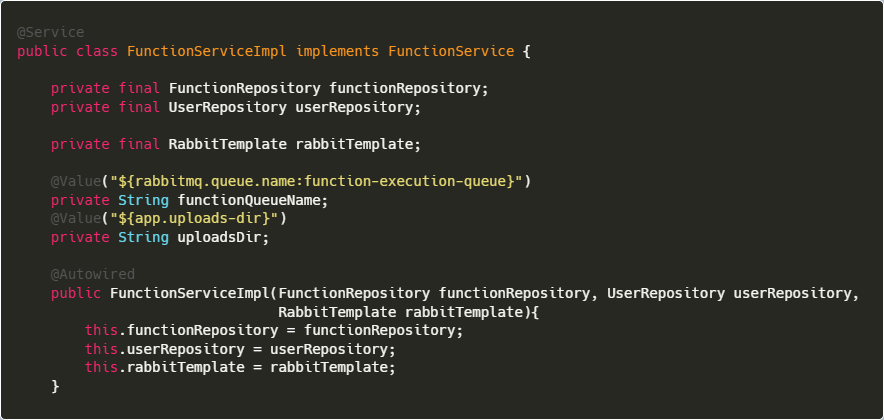 @Service
public class FunctionServiceImpl implements FunctionService {
private final FunctionRepository functionRepository;
private final UserRepository userRepository;
private final RabbitTemplate rabbitTemplate;
@Value("${rabbitmq.queue.name:function-execution-queue}")
private String functionQueueName;
@Value("${app.uploads-dir}")
private String uploadsDir;
@Autowired
public FunctionServiceImpl(FunctionRepository functionRepository, UserRepository userRepository,
RabbitTemplate rabbitTemplate){
this.functionRepository = functionRepository;
this.userRepository = userRepository;
this.rabbitTemplate = rabbitTemplate;
}